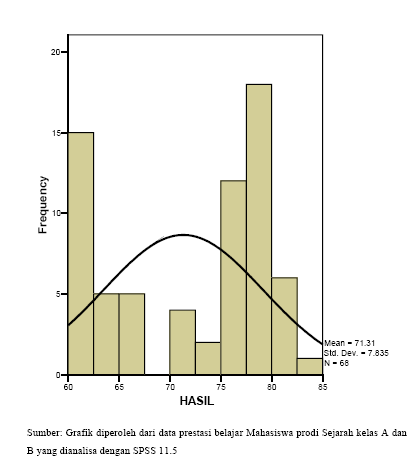 20
15
10
5
0
Frequency
60 65 70 75 80 85
HASIL
Mean = 71.31
Std. Dev. = 7.835
N = 68
Sumber: Grafik diperoleh dari data prestasi belajar Mahasiswa prodi Sejarah kelas A dan
B yang dianalisa dengan SPSS 11.5